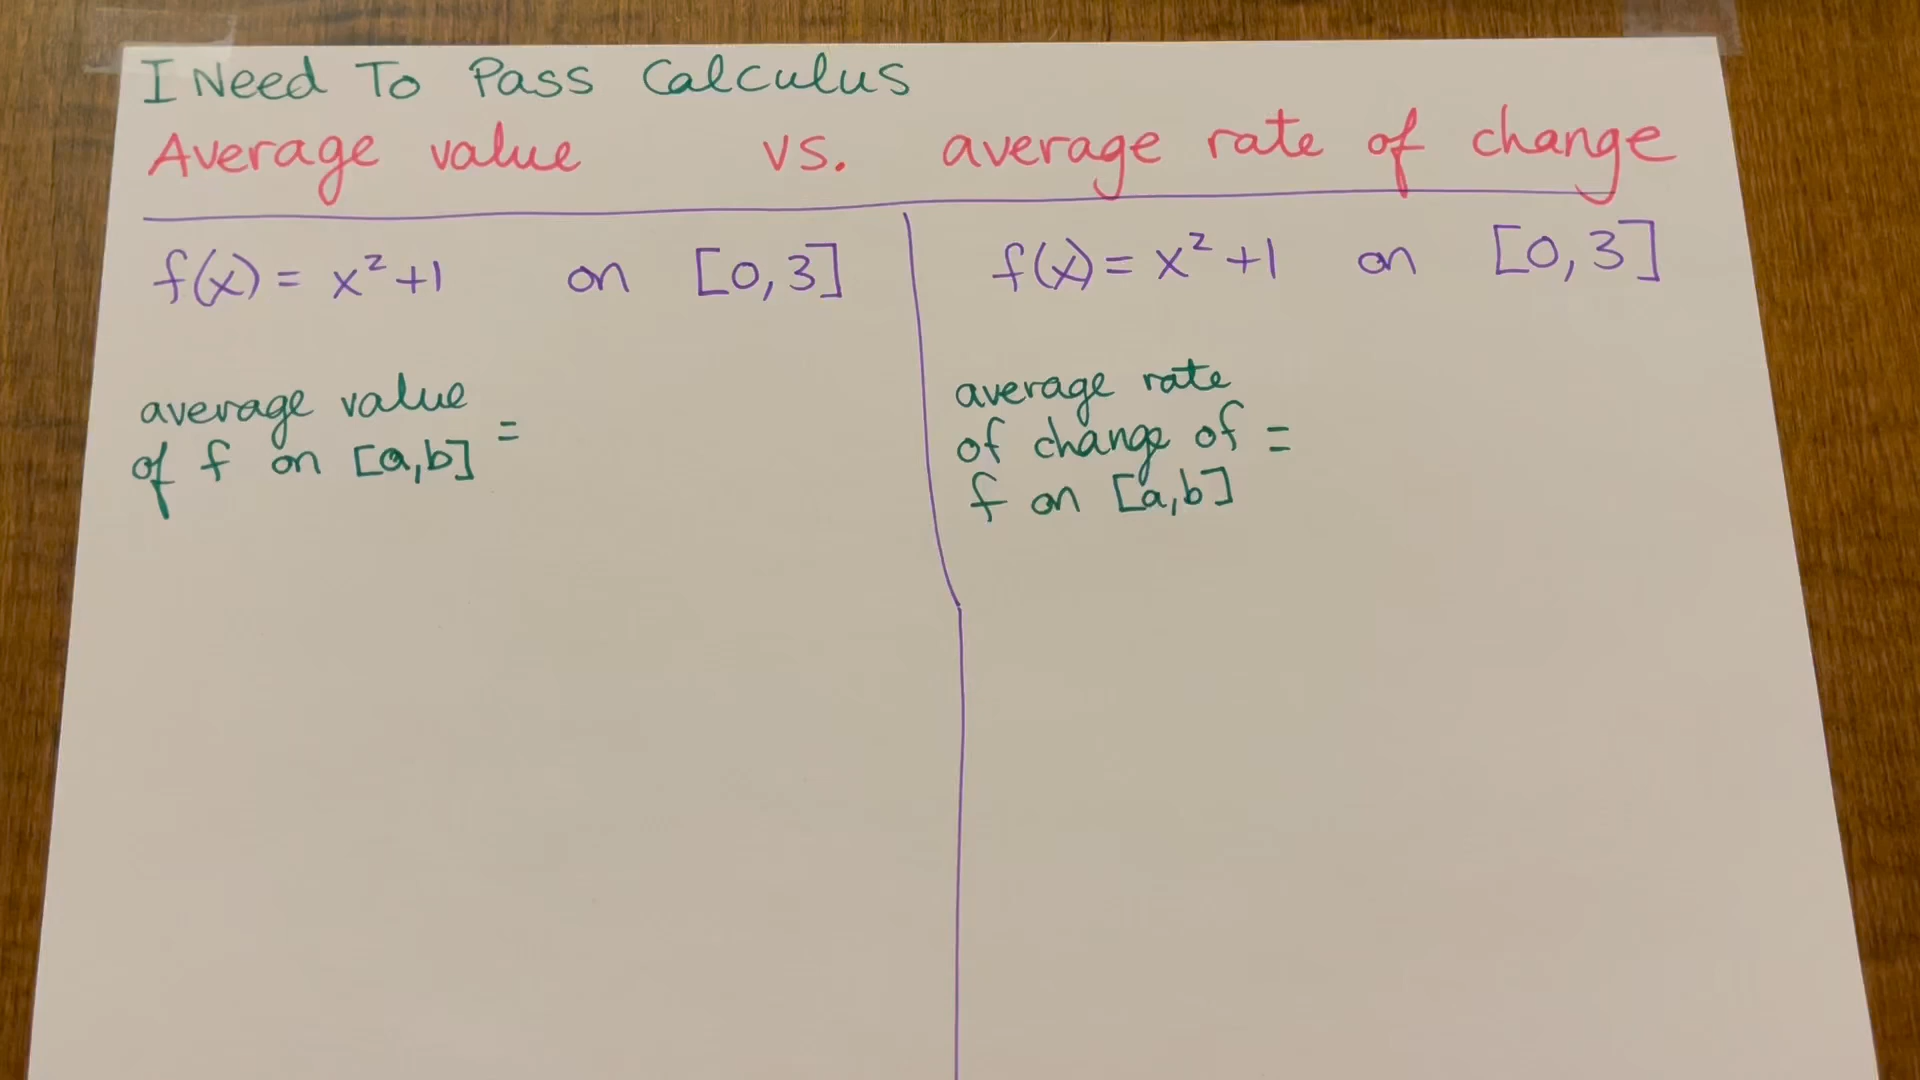 I Need To Pass Calculus
Average value vs. average rate of change
f(x) = x²+1 on [0,3]
average value
of f on [a,b] =
f(x) = x²+1 on [0,3]
average rate
of change of =
f on [a,b]